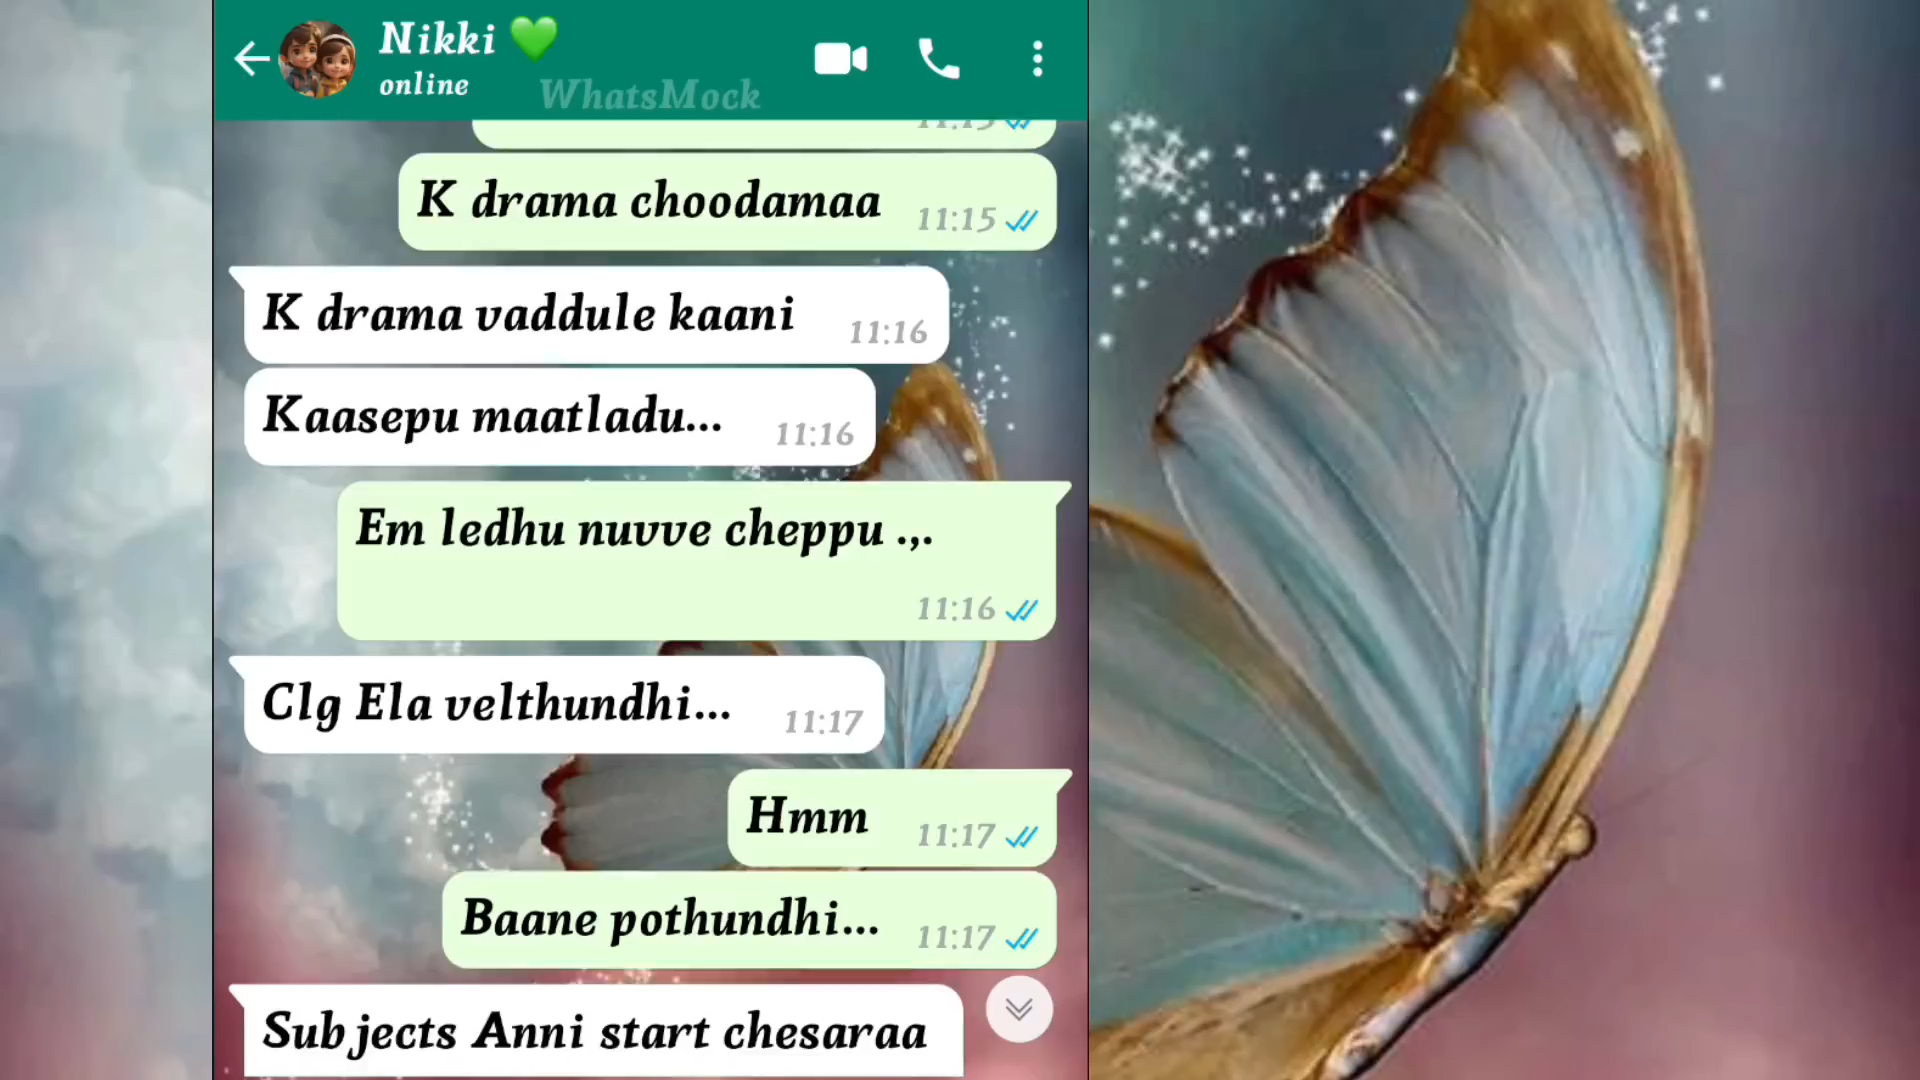 Nikki 💚
online
WhatsMock
11:15
K drama choodamaa
11:15
K drama vaddule kaani
11:16
Kaasepu maatladu...
11:16
Em ledhu nuvve cheppu .,.
11:16
Clg Ela velthundhi...
11:17
Hmm
11:17
Baane pothundhi...
11:17
Subjects Anni start chesaraa